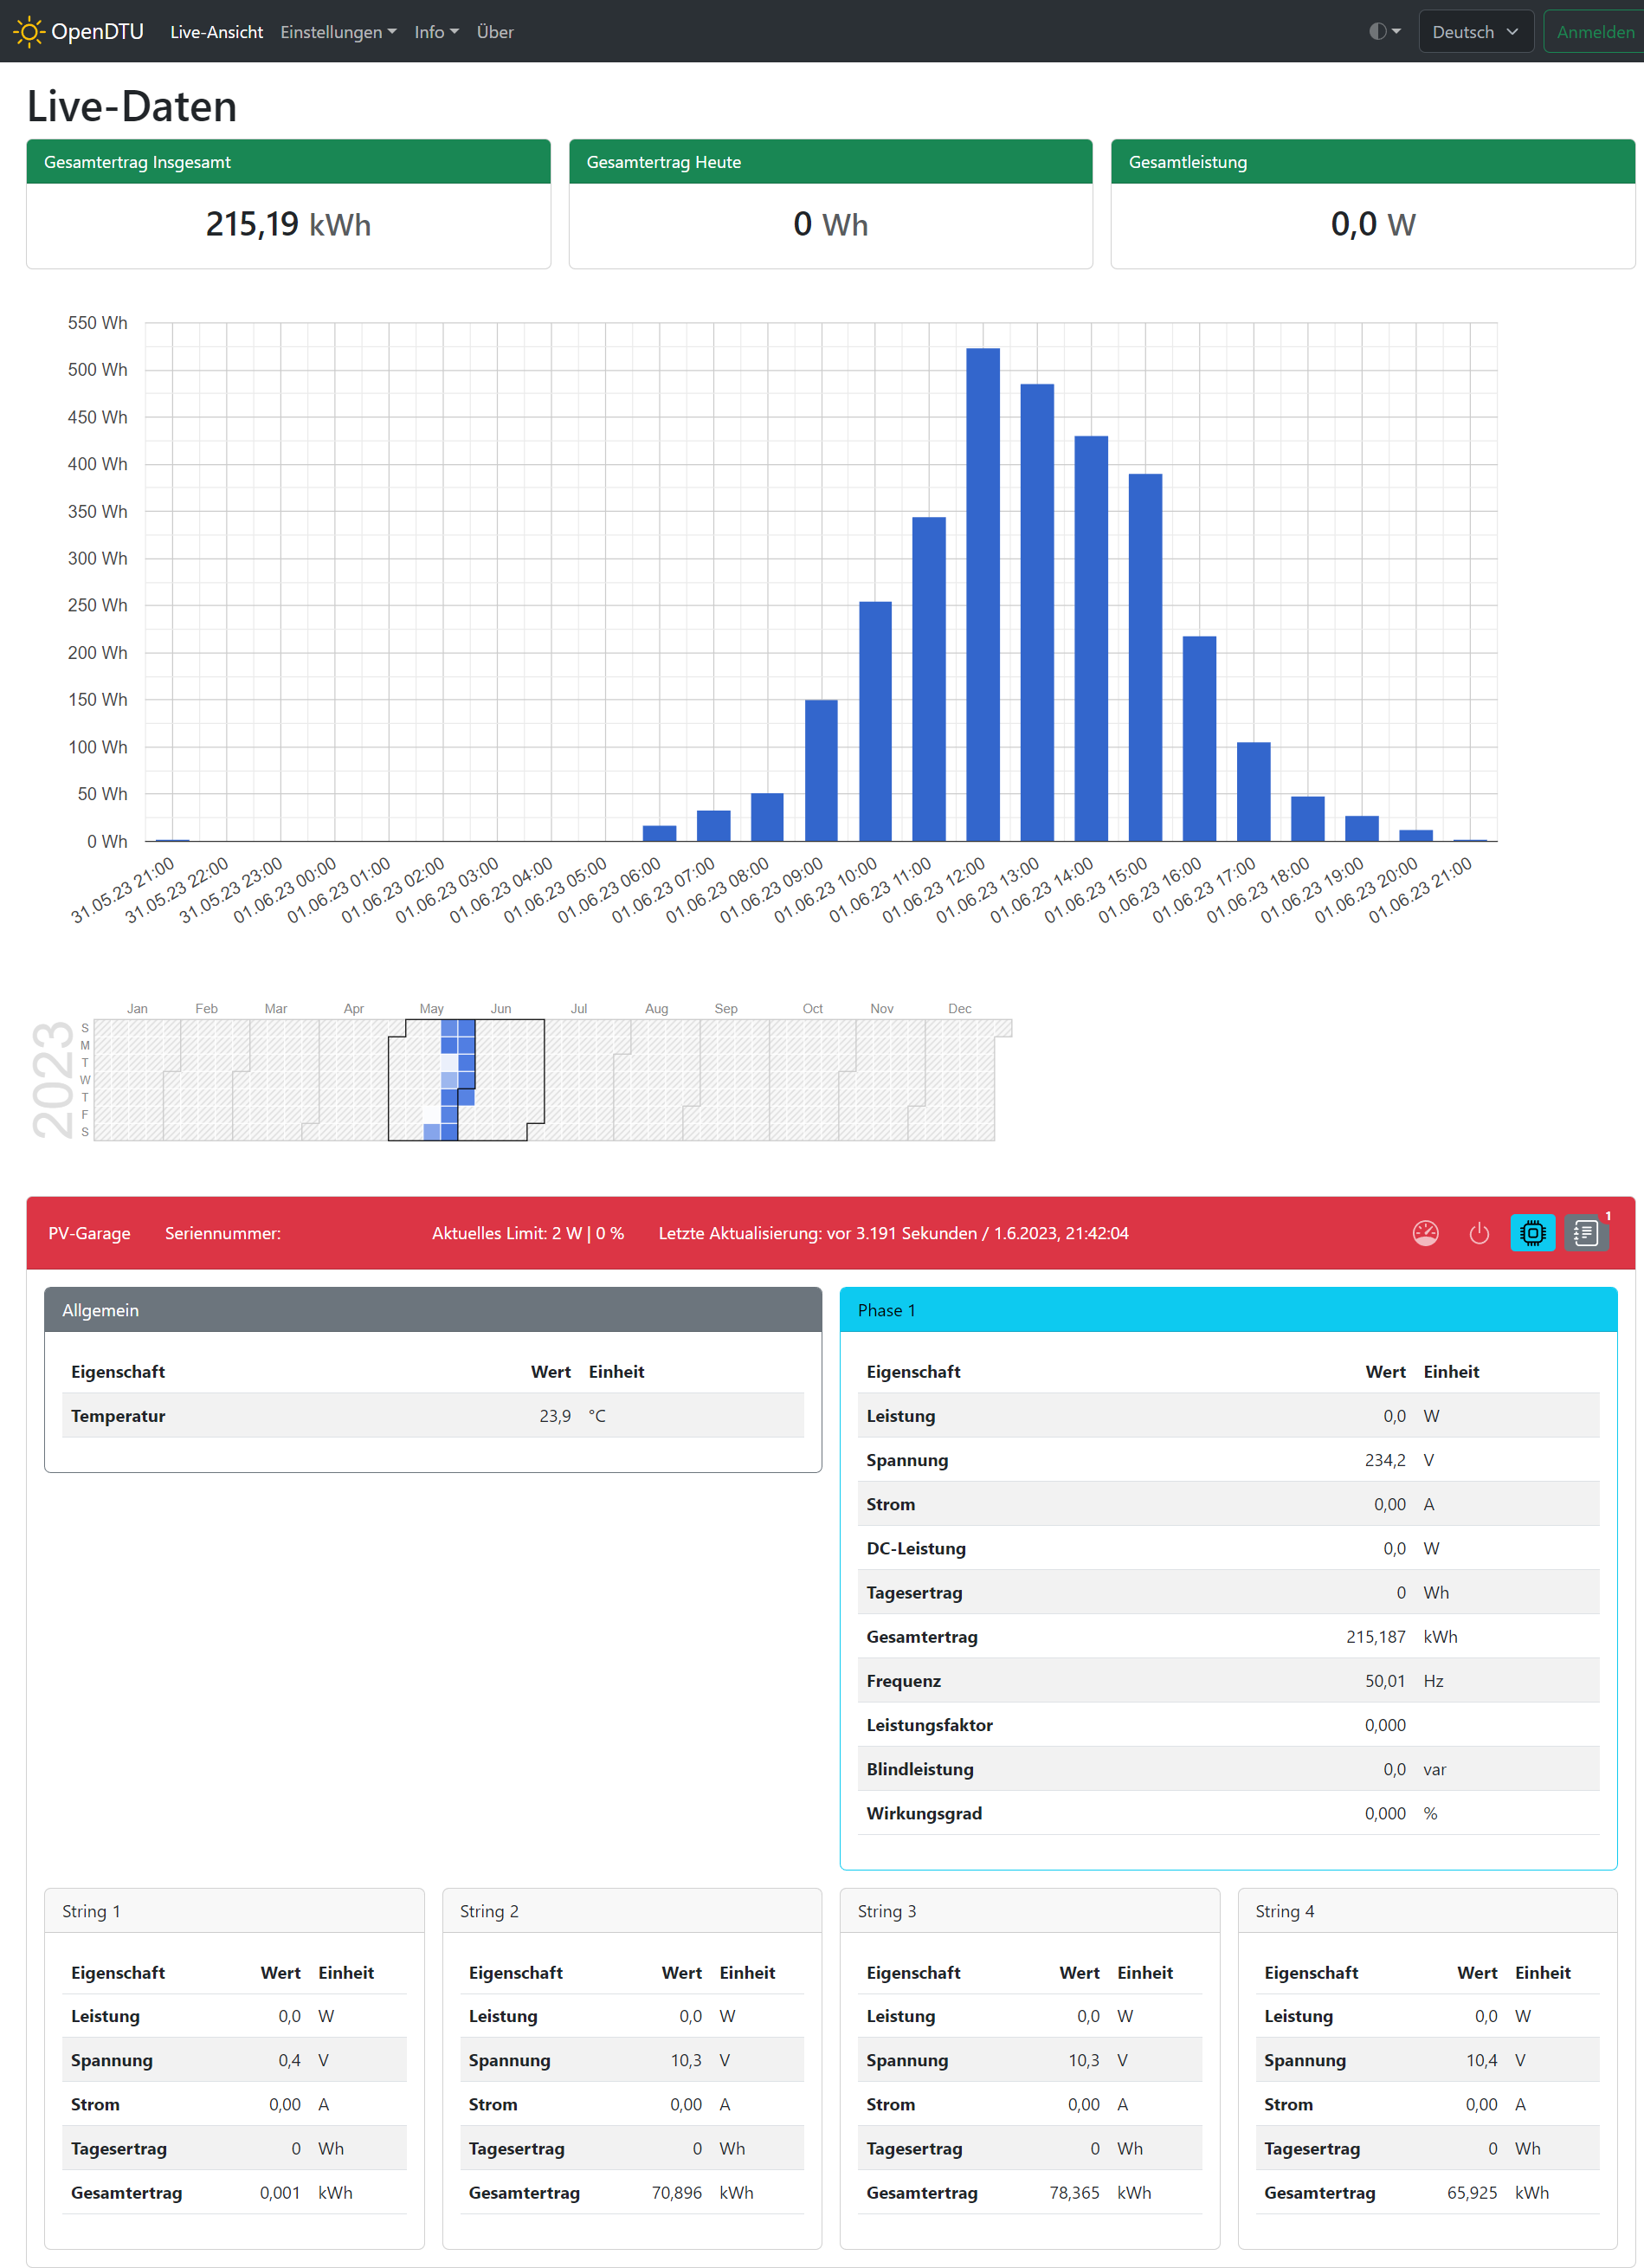 OpenDTU Live-Ansicht Einstellungen Info Über Deutsch Anmelden
Live-Daten
Gesamtertrag Insgesamt
215,19 kWh
Gesamtertrag Heute
0 Wh
Gesamtleistung
0,0 W
550 Wh
500 Wh
450 Wh
400 Wh
350 Wh
300 Wh
250 Wh
200 Wh
150 Wh
100 Wh
50 Wh
0 Wh
31.05.23 21:00
31.05.23 22:00
31.05.23 23:00
01.06.23 00:00
01.06.23 01:00
01.06.23 02:00
01.06.23 03:00
01.06.23 04:00
01.06.23 05:00
01.06.23 06:00
01.06.23 07:00
01.06.23 08:00
01.06.23 09:00
01.06.23 10:00
01.06.23 11:00
01.06.23 12:00
01.06.23 13:00
01.06.23 14:00
01.06.23 15:00
01.06.23 16:00
01.06.23 17:00
01.06.23 18:00
01.06.23 19:00
01.06.23 20:00
01.06.23 21:00
Jan Feb Mar Apr May Jun Jul Aug Sep Oct Nov Dec
2023
S
M
T
W
T
F
S
PV-Garage Seriennummer: Aktuelles Limit: 2 W | 0 % Letzte Aktualisierung: vor 3.191 Sekunden / 1.6.2023, 21:42:04 1
Allgemein
Eigenschaft Wert Einheit
Temperatur 23,9 °C
Phase 1
Eigenschaft Wert Einheit
Leistung 0,0 W
Spannung 234,2 V
Strom 0,00 A
DC-Leistung 0,0 W
Tagesertrag 0 Wh
Gesamtertrag 215,187 kWh
Frequenz 50,01 Hz
Leistungsfaktor 0,000
Blindleistung 0,0 var
Wirkungsgrad 0,000 %
String 1
Eigenschaft Wert Einheit
Leistung 0,0 W
Spannung 0,4 V
Strom 0,00 A
Tagesertrag 0 Wh
Gesamtertrag 0,001 kWh
String 2
Eigenschaft Wert Einheit
Leistung 0,0 W
Spannung 10,3 V
Strom 0,00 A
Tagesertrag 0 Wh
Gesamtertrag 70,896 kWh
String 3
Eigenschaft Wert Einheit
Leistung 0,0 W
Spannung 10,3 V
Strom 0,00 A
Tagesertrag 0 Wh
Gesamtertrag 78,365 kWh
String 4
Eigenschaft Wert Einheit
Leistung 0,0 W
Spannung 10,4 V
Strom 0,00 A
Tagesertrag 0 Wh
Gesamtertrag 65,925 kWh